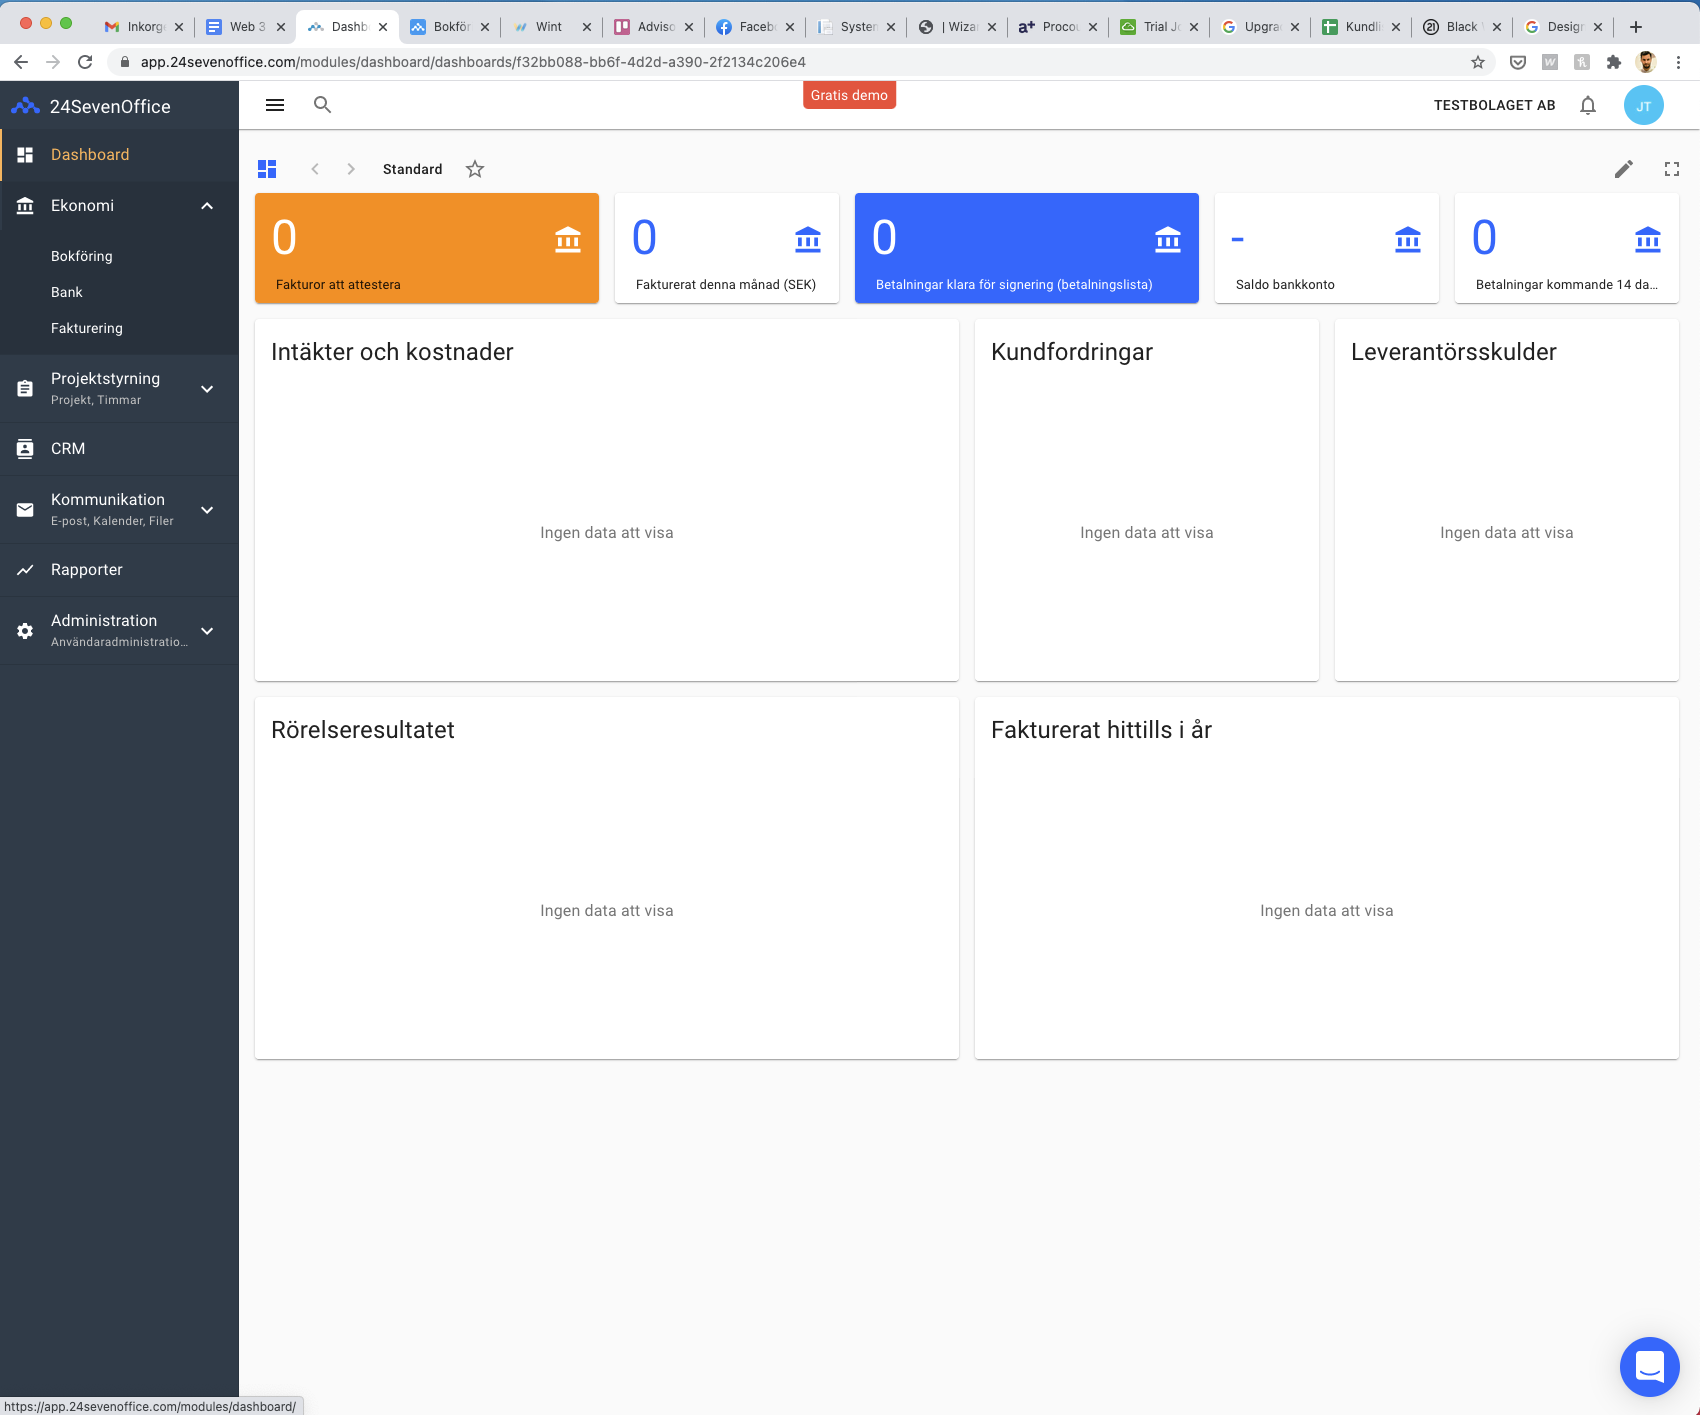 Inkorg
Web 3
Dashb
Bokför
Wint
Adviso
Faceb
System
| Wizar
a+ Procou
Trial Jo
Upgra
Kundli
21 Black
Design
app.24sevenoffice.com/modules/dashboard/dashboards/f32bb088-bb6f-4d2d-a390-2f2134c206e4
24SevenOffice
Gratis demo
TESTBOLAGET AB
JT
Dashboard
Ekonomi
Bokföring
Bank
Fakturering
Projektstyrning
Projekt, Timmar
CRM
Kommunikation
E-post, Kalender, Filer
Rapporter
Administration
Användaradministratio...
Standard
0
Fakturor att attestera
0
Fakturerat denna månad (SEK)
0
Betalningar klara för signering (betalningslista)
-
Saldo bankkonto
0
Betalningar kommande 14 da...
Intäkter och kostnader
Ingen data att visa
Kundfordringar
Ingen data att visa
Leverantörsskulder
Ingen data att visa
Rörelseresultatet
Ingen data att visa
Fakturerat hittills i år
Ingen data att visa
https://app.24sevenoffice.com/modules/dashboard/